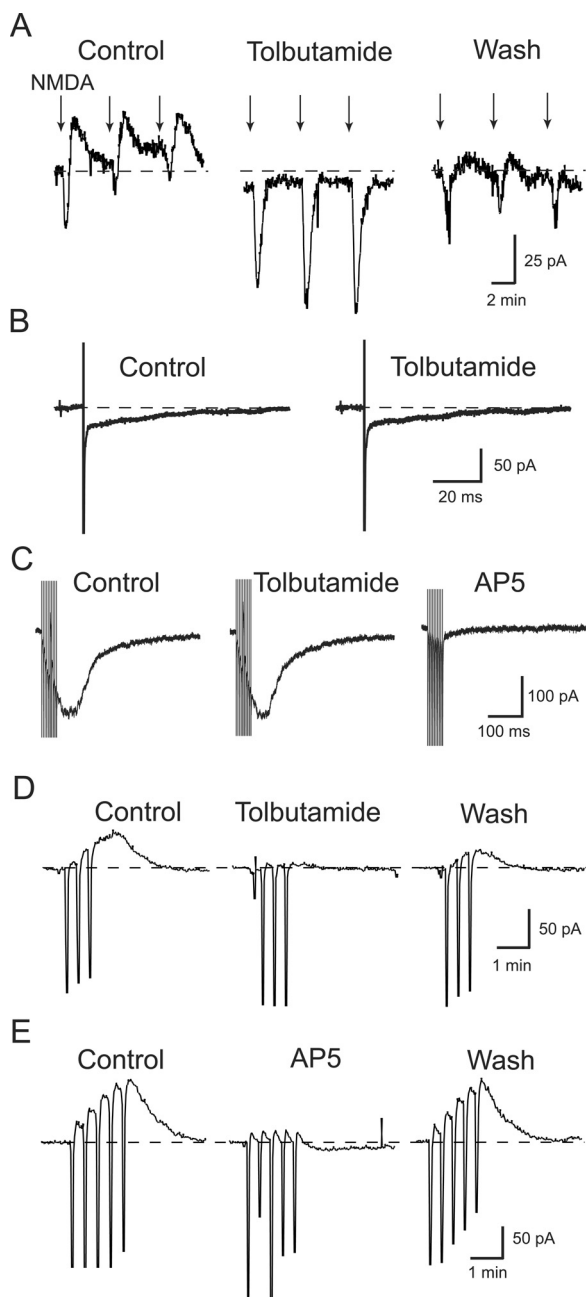 A
Control Tolbutamide Wash
NMDA
25 pA
2 min
B
Control Tolbutamide
50 pA
20 ms
C
Control Tolbutamide AP5
100 pA
100 ms
D
Control Tolbutamide Wash
50 pA
1 min
E
Control AP5 Wash
50 pA
1 min